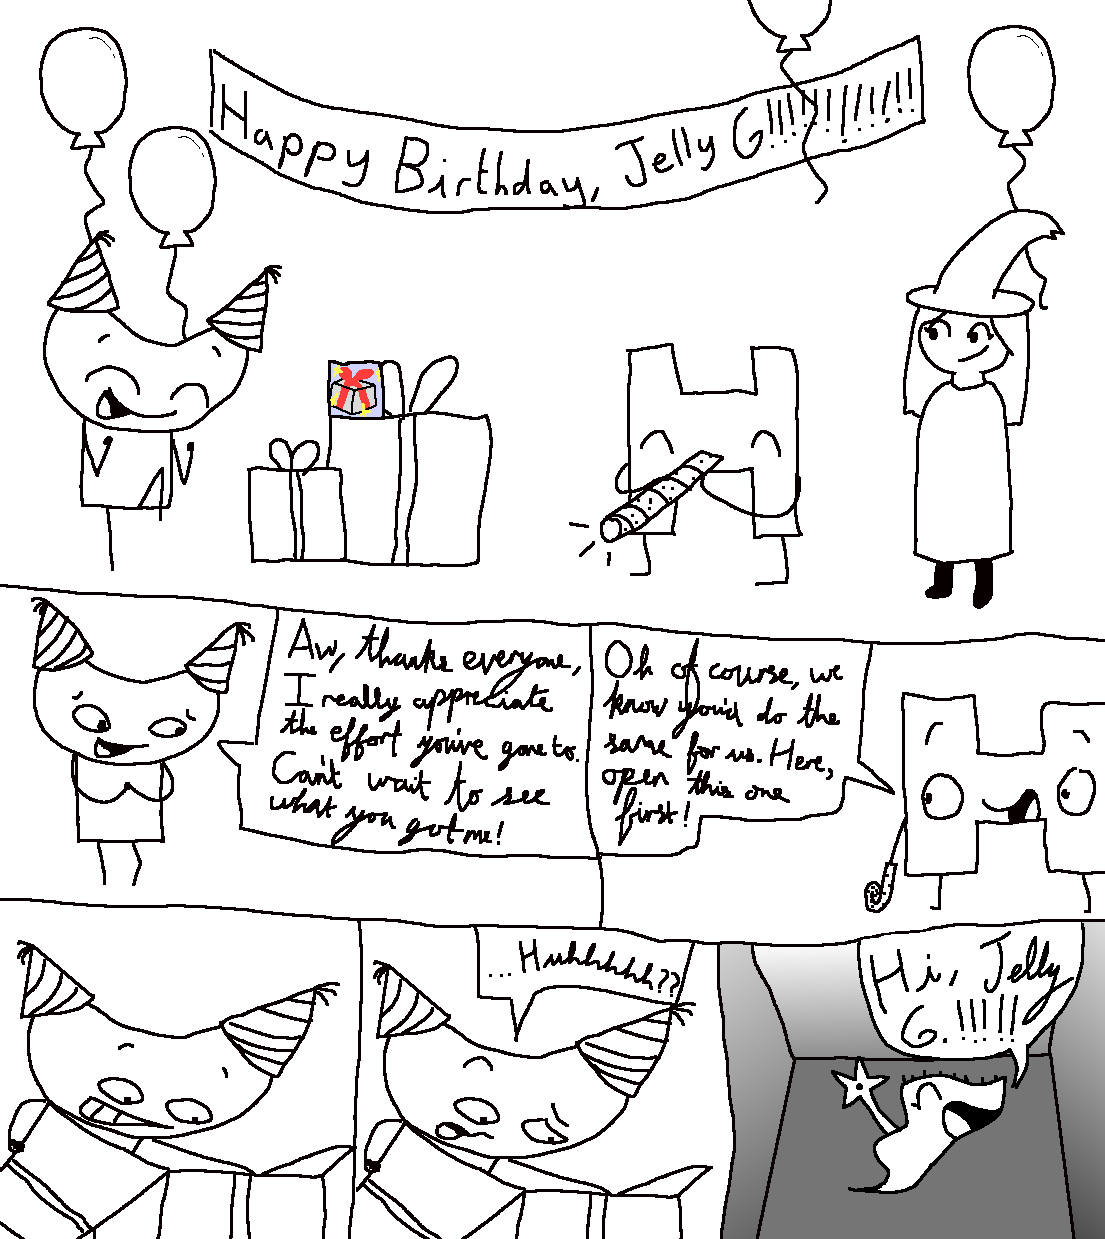 Happy Birthday, Jelly G!!!!!!!!!!!
Aw, thanks everyone,
I really appreciate
the effort you've gone to.
Can't wait to see
what you got me!
Oh of course, we
know you'd do the
same for us. Here,
open this one
first!
...Huhhhhh??
Hi, Jelly
G.!!!!!